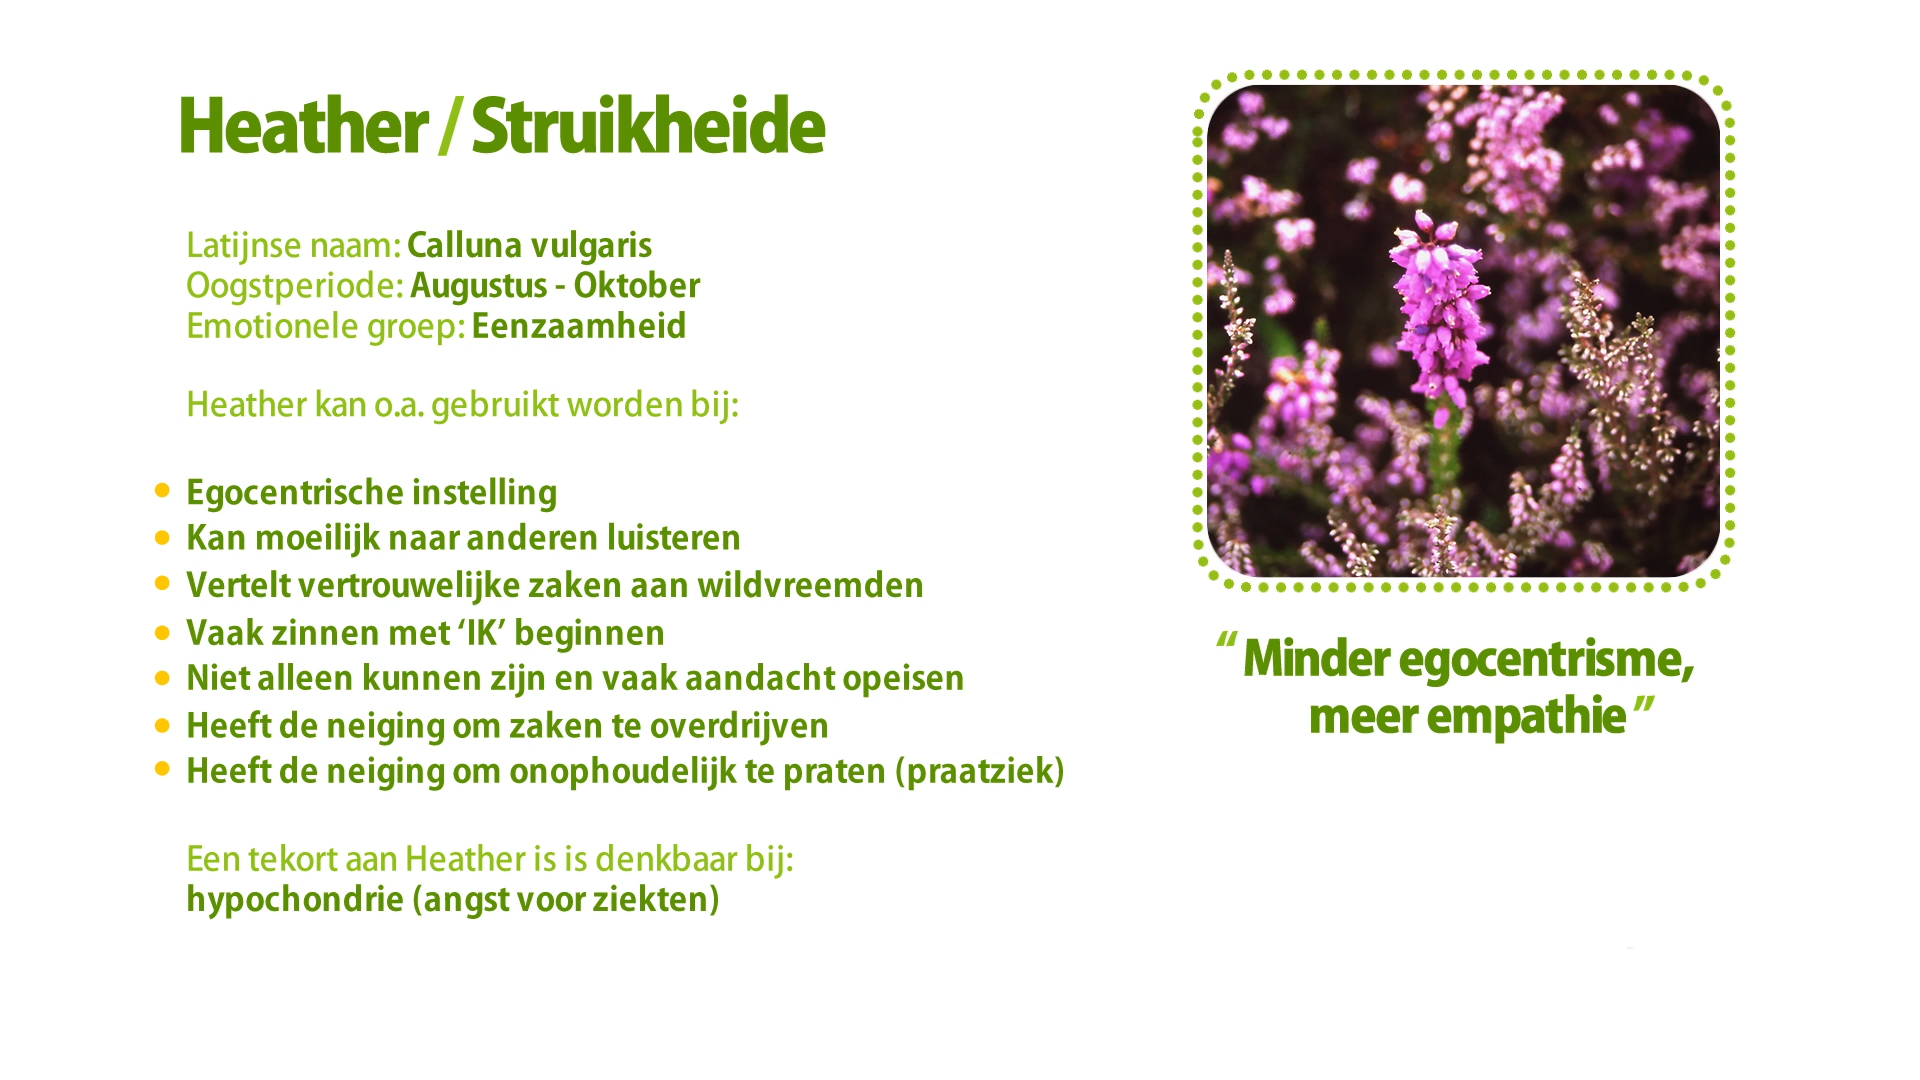 Heather / Struikheide
Latijnse naam: Calluna vulgaris
Oogstperiode: Augustus - Oktober
Emotionele groep: Eenzaamheid
Heather kan o.a. gebruikt worden bij:
• Egocentrische instelling
• Kan moeilijk naar anderen luisteren
• Vertelt vertrouwelijke zaken aan wildvreemden
• Vaak zinnen met ‘IK’ beginnen
• Niet alleen kunnen zijn en vaak aandacht opeisen
• Heeft de neiging om zaken te overdrijven
• Heeft de neiging om onophoudelijk te praten (praatziek)
Een tekort aan Heather is is denkbaar bij:
hypochondrie (angst voor ziekten)
“Minder egocentrisme,
meer empathie”